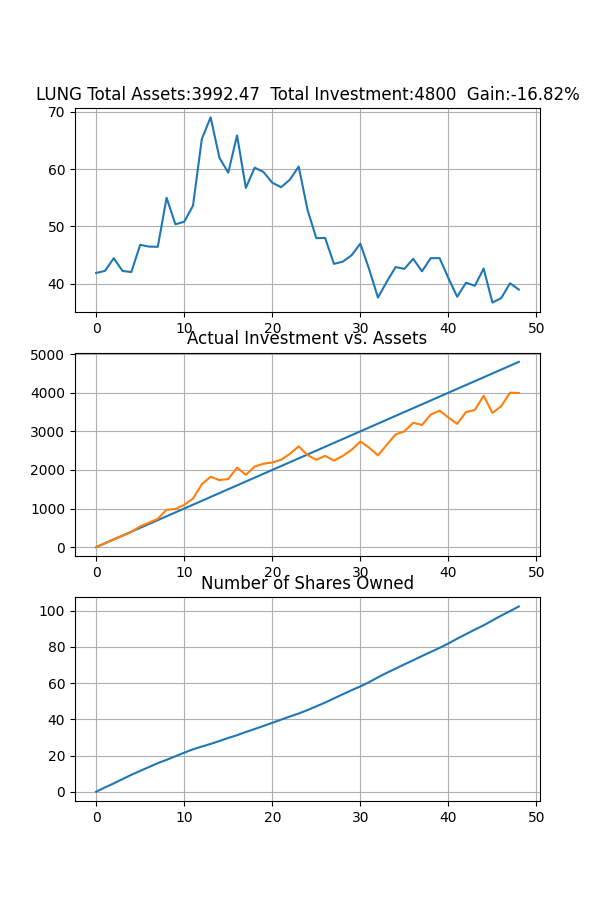 LUNG Total Assets:3992.47  Total Investment:4800  Gain:-16.82%
70
60
50
40
0 10 20 30 40 50
Actual Investment vs. Assets
5000
4000
3000
2000
1000
0
0 10 20 30 40 50
Number of Shares Owned
100
80
60
40
20
0
0 10 20 30 40 50